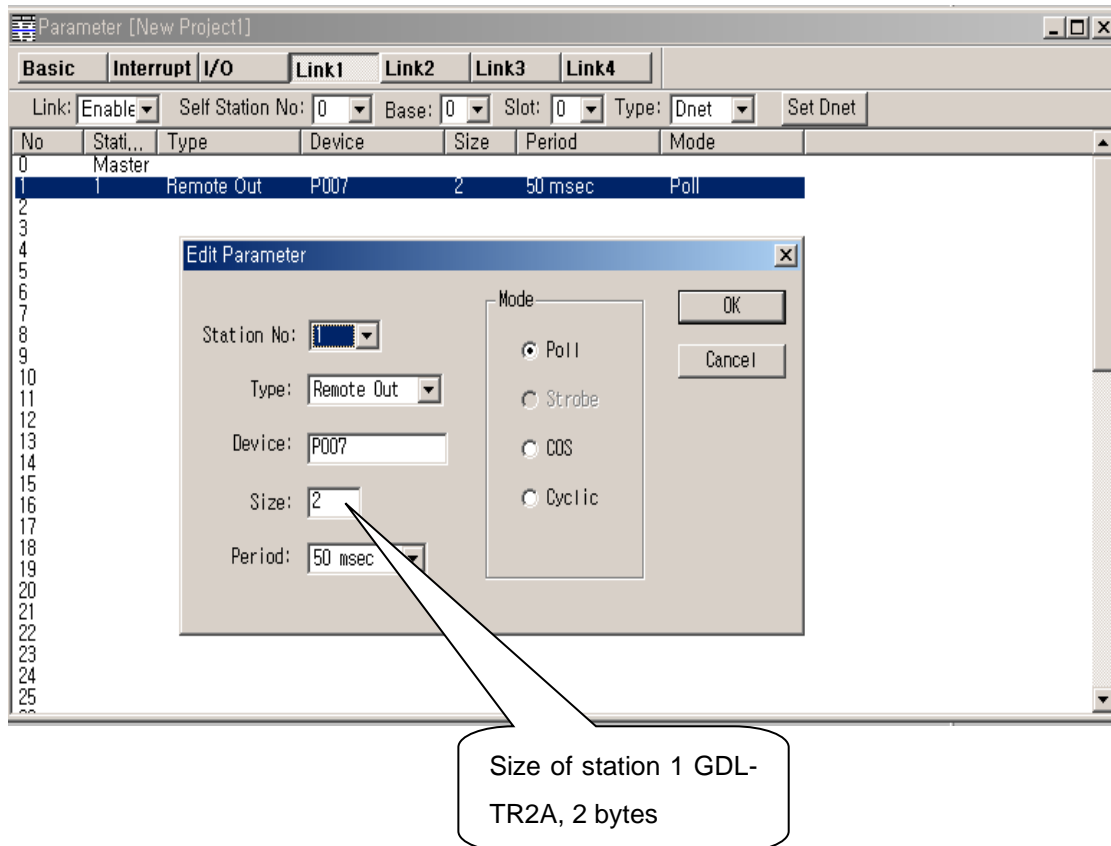 Parameter [New Project1]
Basic Interrupt I/O Link1 Link2 Link3 Link4
Link: Enable Self Station No: 0 Base: 0 Slot: 0 Type: Dnet Set Dnet
No Stati... Type Device Size Period Mode
0 Master
1 1 Remote Out P007 2 50 msec Poll
2
3
4
5
6
7
8
9
10
11
12
13
14
15
16
17
18
19
20
21
22
23
24
25
Edit Parameter
Station No: 1
Type: Remote Out
Device: P007
Size: 2
Period: 50 msec
Mode
Poll
Strobe
COS
Cyclic
OK
Cancel
Size of station 1 GDL-
TR2A, 2 bytes